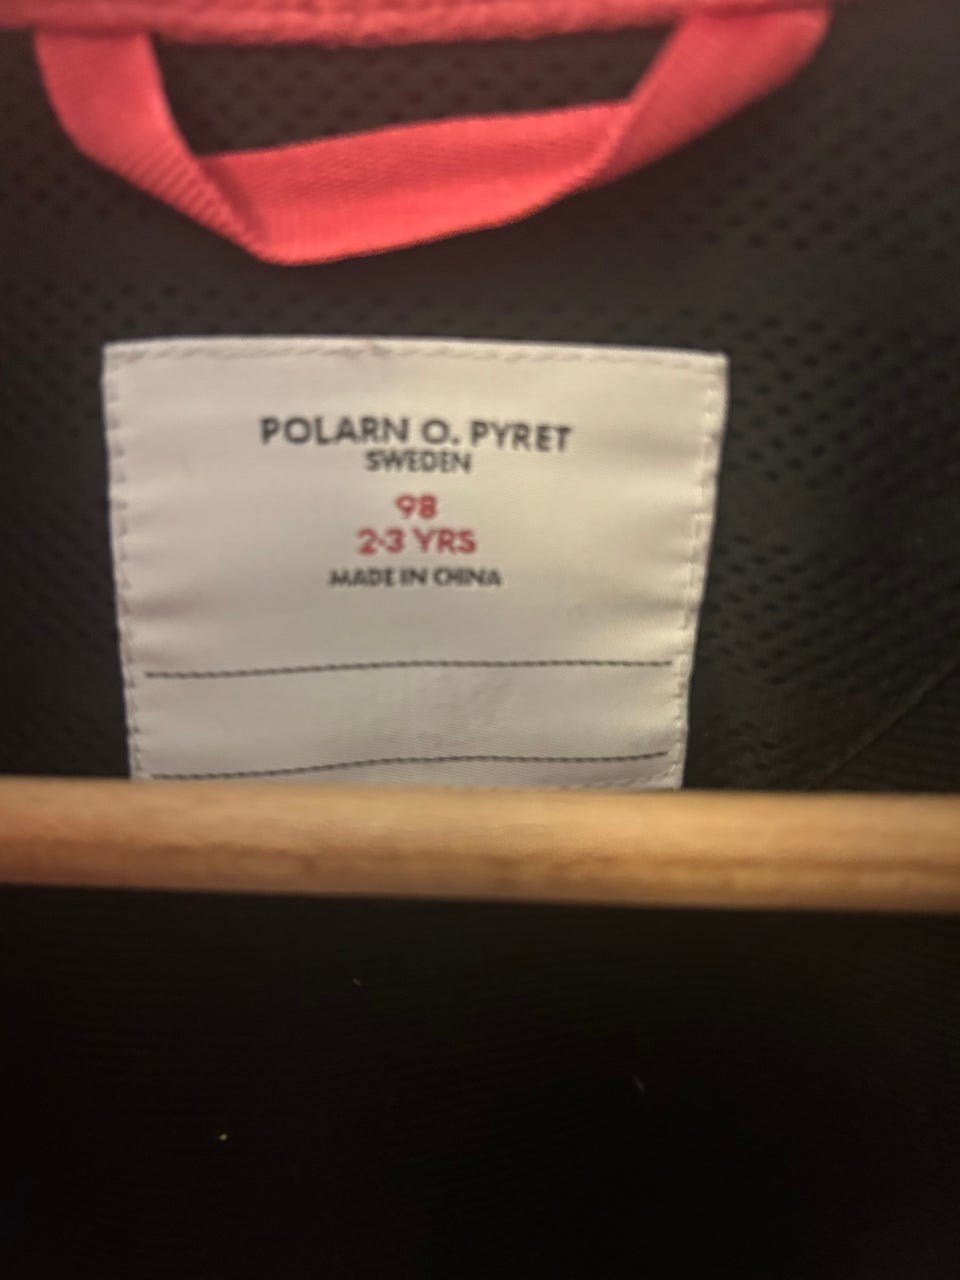 POLARN O. PYRET
SWEDEN
98
2-3 YRS
MADE IN CHINA